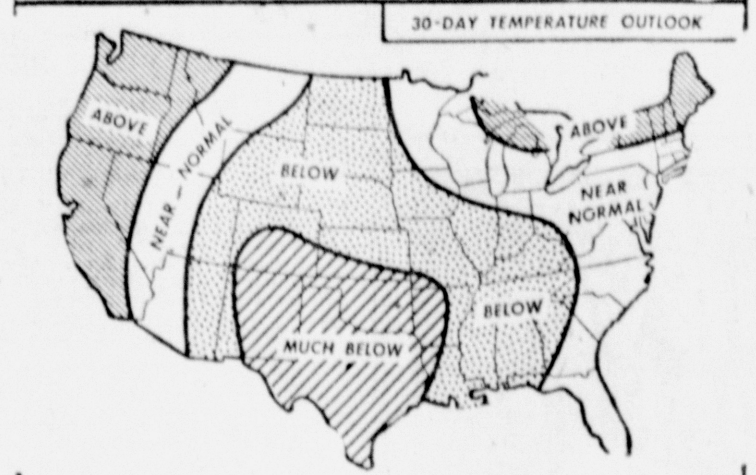 30-DAY TEMPERATURE OUTLOOK
ABOVE
NEAR - NORMAL
BELOW
ABOVE
NEAR
NORMAL
BELOW
MUCH BELOW